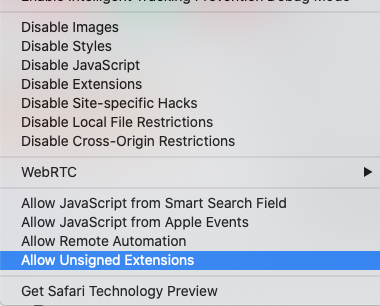 Enable Intelligent Tracking Prevention Debug Mode
Disable Images
Disable Styles
Disable JavaScript
Disable Extensions
Disable Site-specific Hacks
Disable Local File Restrictions
Disable Cross-Origin Restrictions
WebRTC
Allow JavaScript from Smart Search Field
Allow JavaScript from Apple Events
Allow Remote Automation
Allow Unsigned Extensions
Get Safari Technology Preview